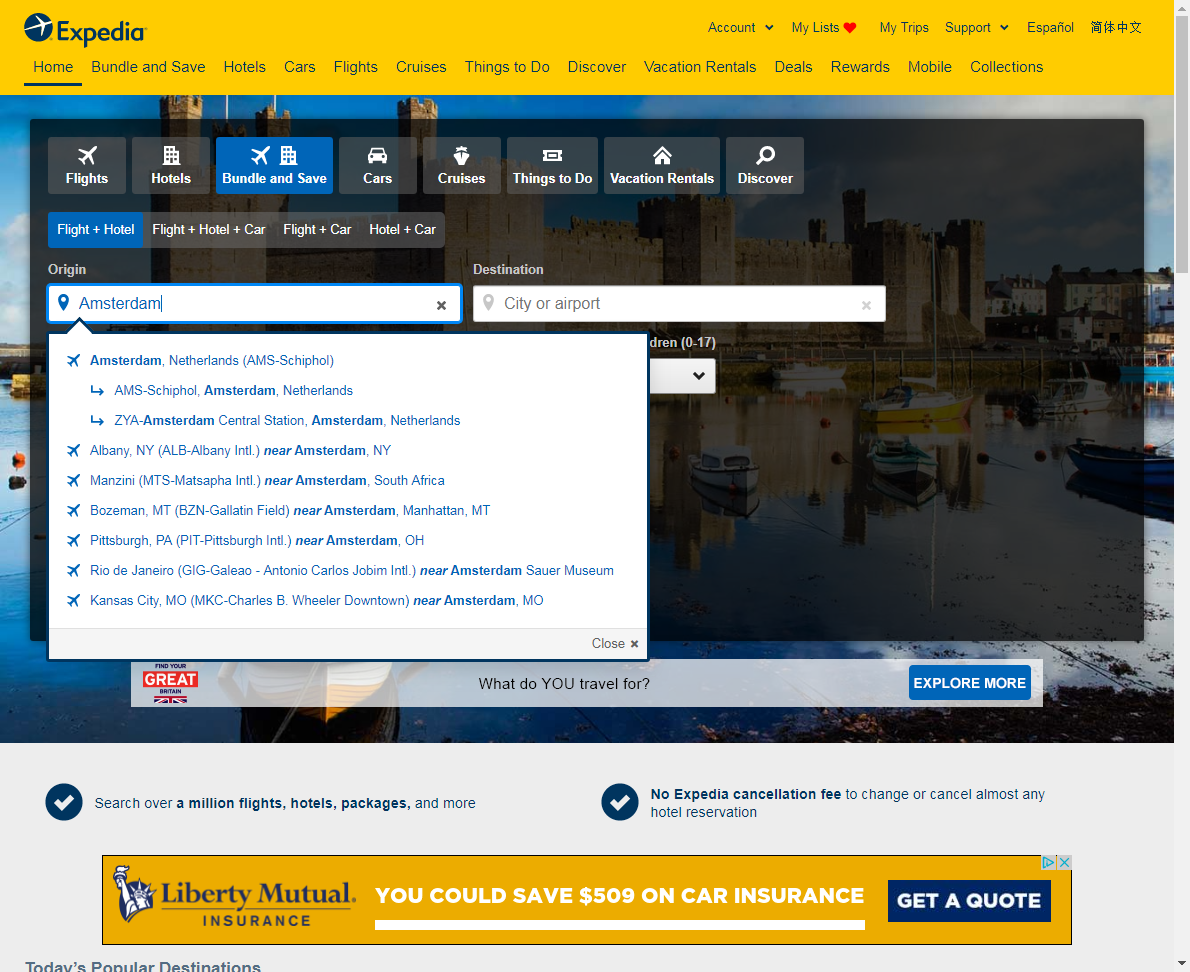 Expedia
Account
My Lists
My Trips
Support
Español
简体中文
Home
Bundle and Save
Hotels
Cars
Flights
Cruises
Things to Do
Discover
Vacation Rentals
Deals
Rewards
Mobile
Collections
Flights
Hotels
Bundle and Save
Cars
Cruises
Things to Do
Vacation Rentals
Discover
Flight + Hotel
Flight + Hotel + Car
Flight + Car
Hotel + Car
Origin
Destination
Amsterdam
City or airport
dren (0-17)
Amsterdam, Netherlands (AMS-Schiphol)
AMS-Schiphol, Amsterdam, Netherlands
ZYA-Amsterdam Central Station, Amsterdam, Netherlands
Albany, NY (ALB-Albany Intl.) near Amsterdam, NY
Manzini (MTS-Matsapha Intl.) near Amsterdam, South Africa
Bozeman, MT (BZN-Gallatin Field) near Amsterdam, Manhattan, MT
Pittsburgh, PA (PIT-Pittsburgh Intl.) near Amsterdam, OH
Rio de Janeiro (GIG-Galeao - Antonio Carlos Jobim Intl.) near Amsterdam Sauer Museum
Kansas City, MO (MKC-Charles B. Wheeler Downtown) near Amsterdam, MO
Close
FIND YOUR
GREAT
BRITAIN
What do YOU travel for?
EXPLORE MORE
Search over a million flights, hotels, packages, and more
No Expedia cancellation fee to change or cancel almost any
hotel reservation
Liberty Mutual.
INSURANCE
YOU COULD SAVE $509 ON CAR INSURANCE
GET A QUOTE
Today's Popular Destinations